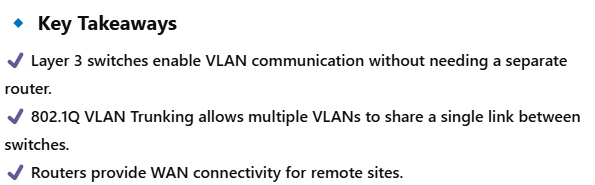 🔹 Key Takeaways
✔ Layer 3 switches enable VLAN communication without needing a separate
router.
✔ 802.1Q VLAN Trunking allows multiple VLANs to share a single link between
switches.
✔ Routers provide WAN connectivity for remote sites.